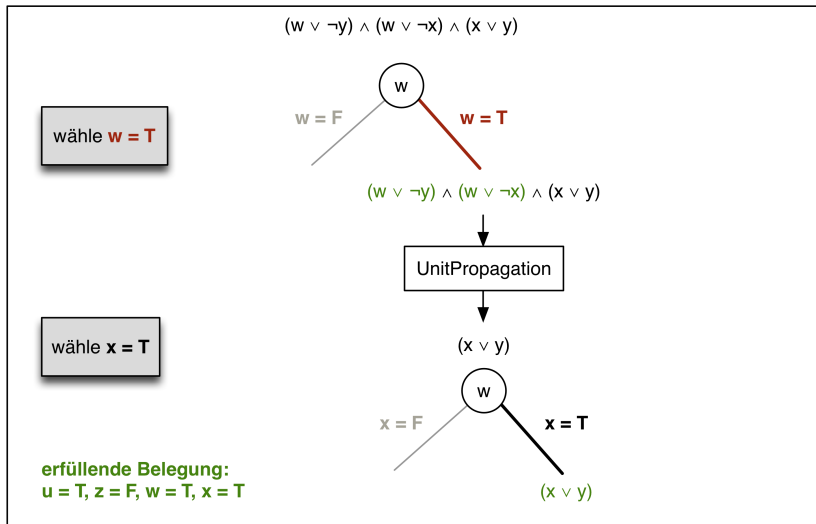 (w ∨ ¬y) ∧ (w ∨ ¬x) ∧ (x ∨ y)
w
w = F
w = T
wähle w = T
(w ∨ ¬y) ∧ (w ∨ ¬x) ∧ (x ∨ y)
UnitPropagation
wähle x = T
(x ∨ y)
w
x = F
x = T
erfüllende Belegung:
u = T, z = F, w = T, x = T
(x ∨ y)